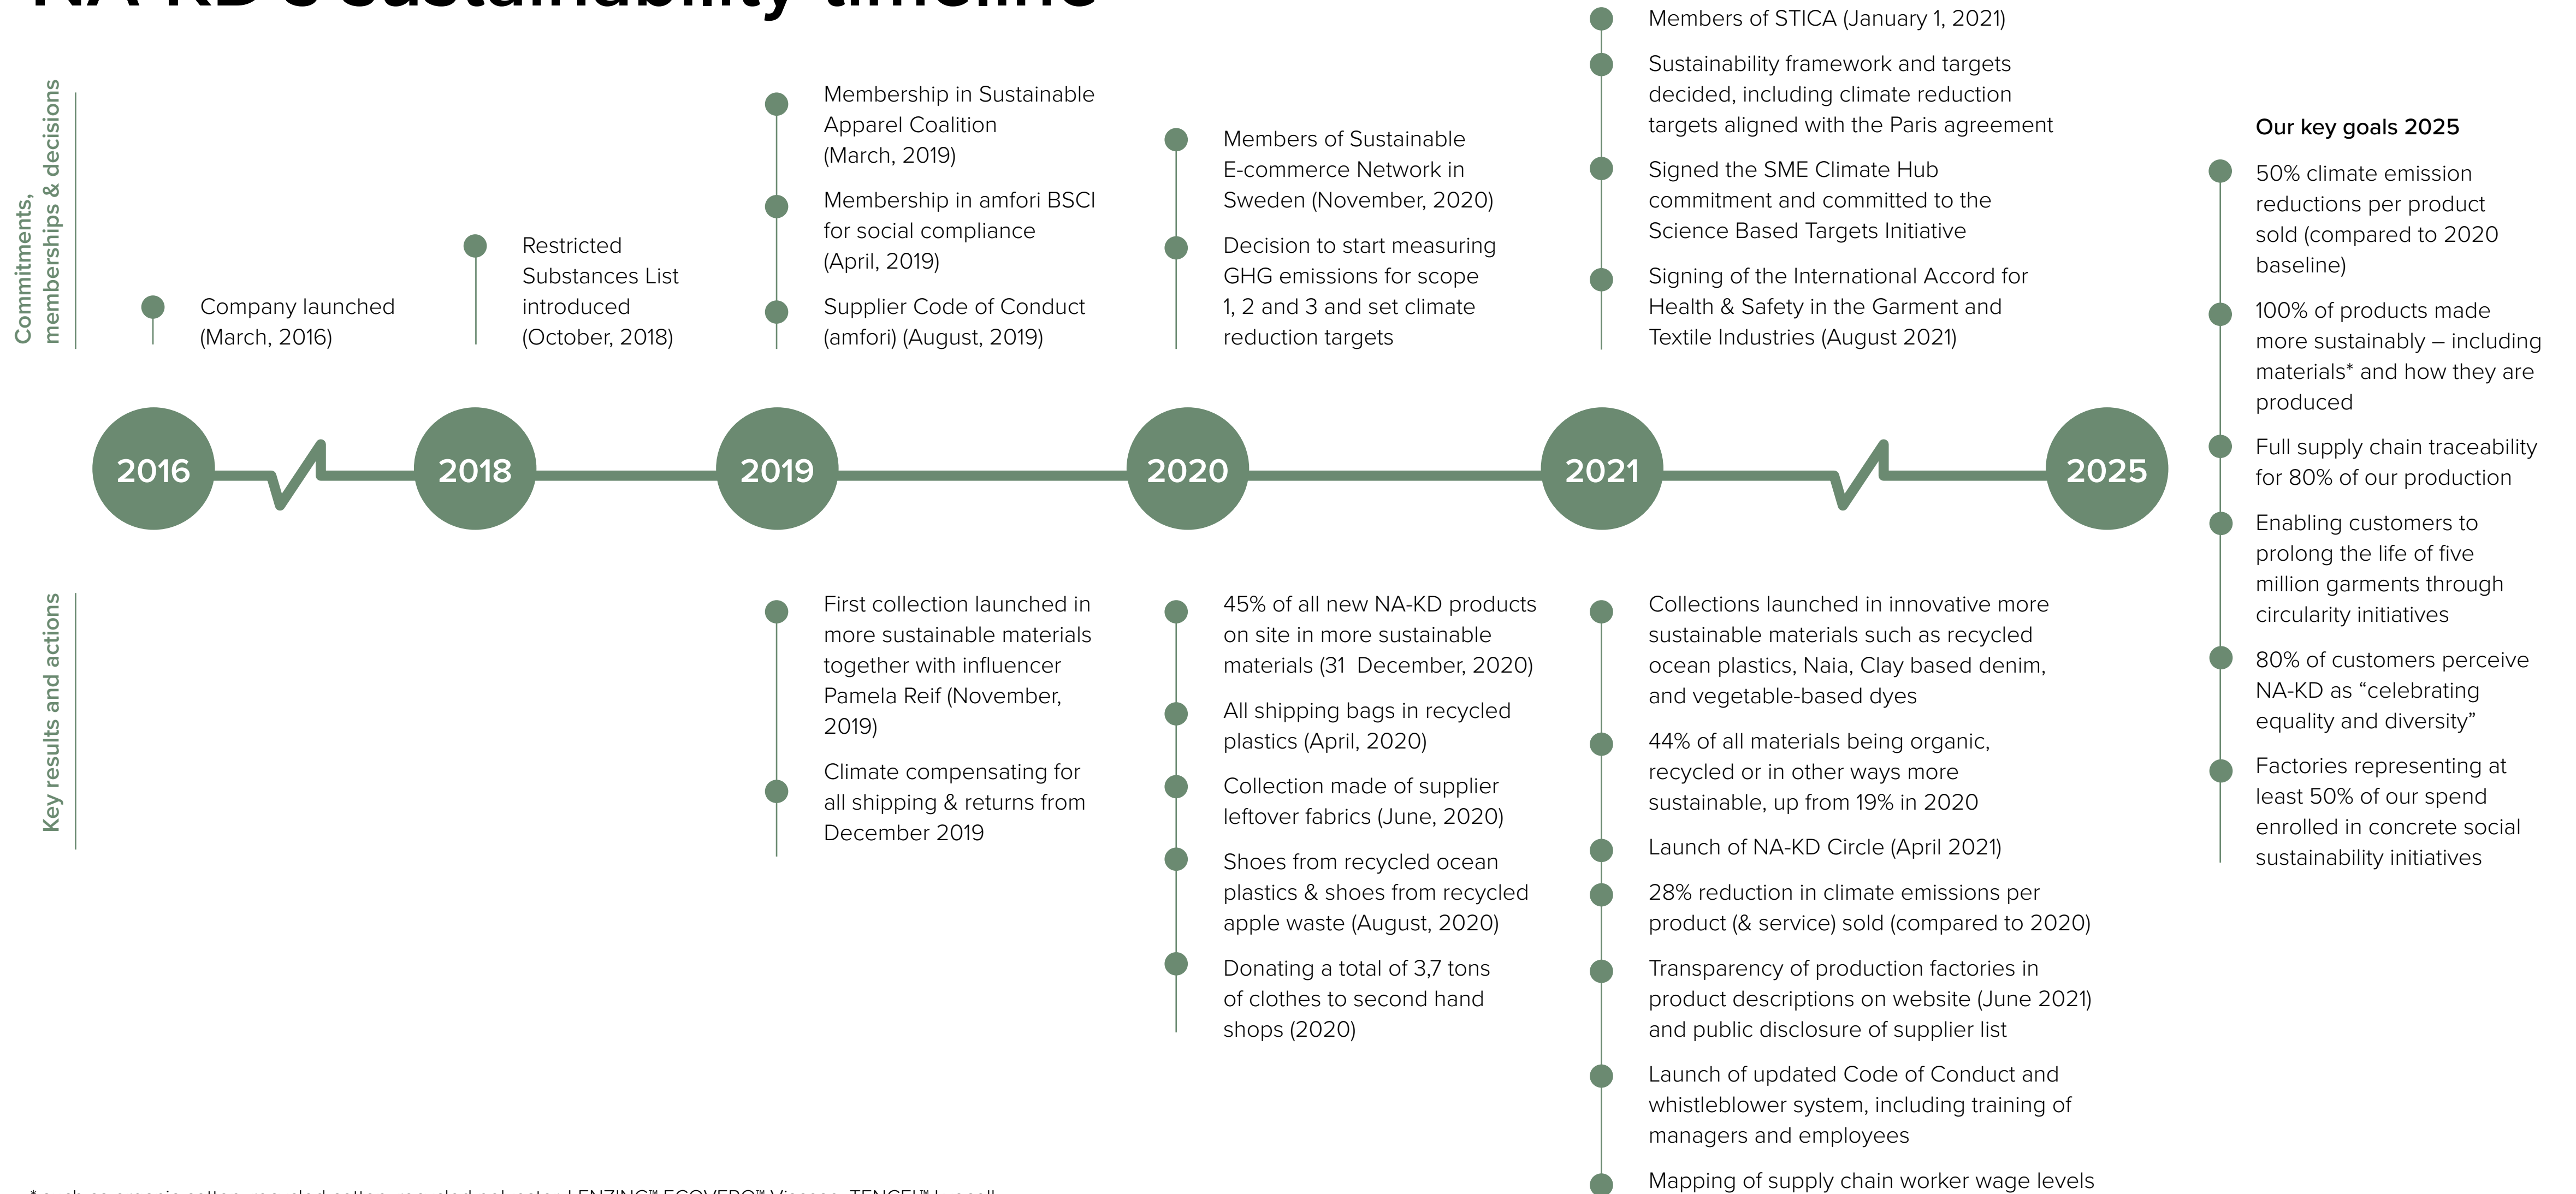 NA-KD's sustainability timeline
Commitments,
memberships & decisions
Company launched
(March, 2016)
Restricted
Substances List
introduced
(October, 2018)
Membership in Sustainable
Apparel Coalition
(March, 2019)
Membership in amfori BSCI
for social compliance
(April, 2019)
Supplier Code of Conduct
(amfori) (August, 2019)
Members of Sustainable
E-commerce Network in
Sweden (November, 2020)
Decision to start measuring
GHG emissions for scope
1, 2 and 3 and set climate
reduction targets
Members of STICA (January 1, 2021)
Sustainability framework and targets
decided, including climate reduction
targets aligned with the Paris agreement
Signed the SME Climate Hub
commitment and committed to the
Science Based Targets Initiative
Signing of the International Accord for
Health & Safety in the Garment and
Textile Industries (August 2021)
2016
2018
2019
2020
2021
2025
Our key goals 2025
50% climate emission
reductions per product
sold (compared to 2020
baseline)
100% of products made
more sustainably – including
materials* and how they are
produced
Full supply chain traceability
for 80% of our production
Enabling customers to
prolong the life of five
million garments through
circularity initiatives
80% of customers perceive
NA-KD as “celebrating
equality and diversity”
Factories representing at
least 50% of our spend
enrolled in concrete social
sustainability initiatives
Key results and actions
First collection launched in
more sustainable materials
together with influencer
Pamela Reif (November,
2019)
Climate compensating for
all shipping & returns from
December 2019
45% of all new NA-KD products
on site in more sustainable
materials (31 December, 2020)
All shipping bags in recycled
plastics (April, 2020)
Collection made of supplier
leftover fabrics (June, 2020)
Shoes from recycled ocean
plastics & shoes from recycled
apple waste (August, 2020)
Donating a total of 3,7 tons
of clothes to second hand
shops (2020)
Collections launched in innovative more
sustainable materials such as recycled
ocean plastics, Naia, Clay based denim,
and vegetable-based dyes
44% of all materials being organic,
recycled or in other ways more
sustainable, up from 19% in 2020
Launch of NA-KD Circle (April 2021)
28% reduction in climate emissions per
product (& service) sold (compared to 2020)
Transparency of production factories in
product descriptions on website (June 2021)
and public disclosure of supplier list
Launch of updated Code of Conduct and
whistleblower system, including training of
managers and employees
Mapping of supply chain worker wage levels
* such as organic cotton, recycled cotton, recycled polyester, LENZING™ ECOVERO™ Viscose, TENCEL™ Lyocell